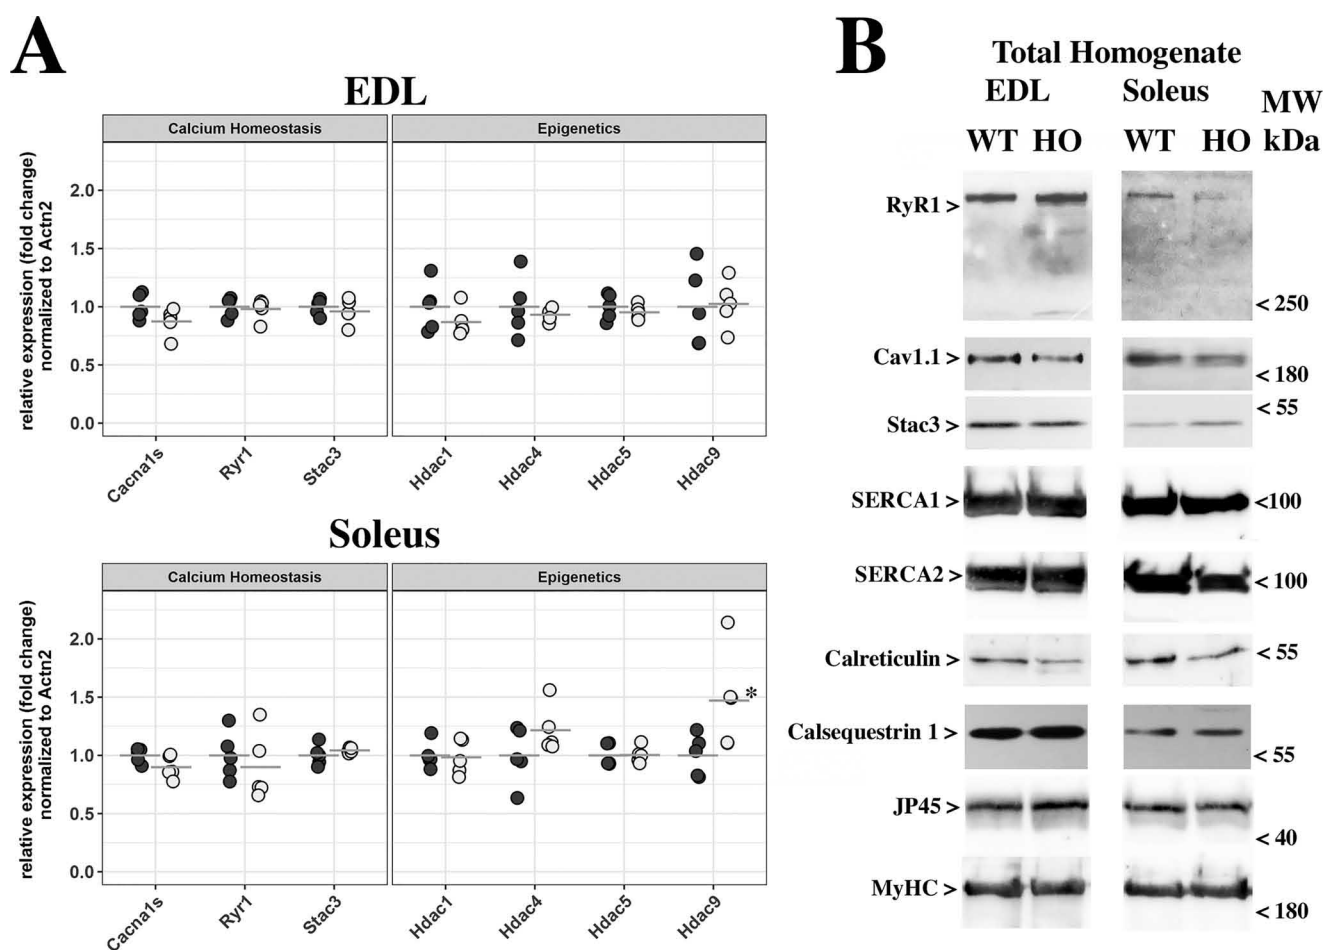 A
EDL
Calcium Homeostasis
Epigenetics
relative expression (fold change)
normalized to Actn2
2.0
1.5
1.0
0.5
0.0
Cacna1s
Ryr1
Stac3
Hdac1
Hdac4
Hdac5
Hdac9
Soleus
Calcium Homeostasis
Epigenetics
relative expression (fold change)
normalized to Actn2
2.0
1.5
1.0
0.5
0.0
*
Cacna1s
Ryr1
Stac3
Hdac1
Hdac4
Hdac5
Hdac9
B
Total Homogenate
EDL Soleus
MW
kDa
WT HO WT HO
RyR1 >
< 250
Cav1.1 >
< 180
< 55
Stac3 >
SERCA1 > <100
SERCA2 > < 100
Calreticulin > < 55
Calsequestrin 1 >
< 55
JP45 >
< 40
MyHC >
< 180